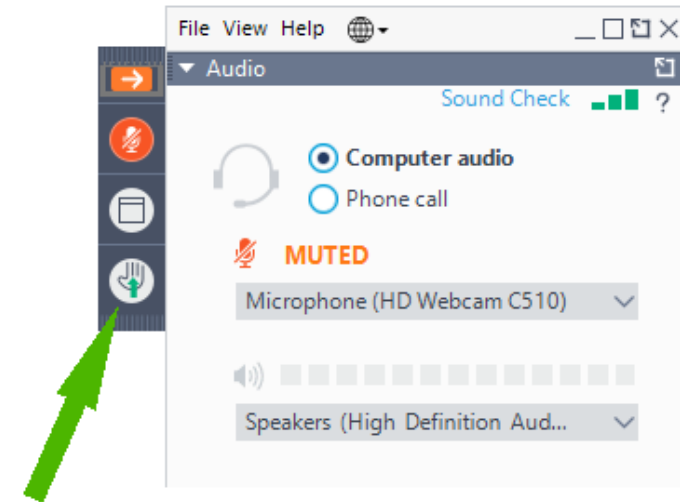 File View Help
Audio
Sound Check ?
Computer audio
Phone call
MUTED
Microphone (HD Webcam C510)
Speakers (High Definition Aud...